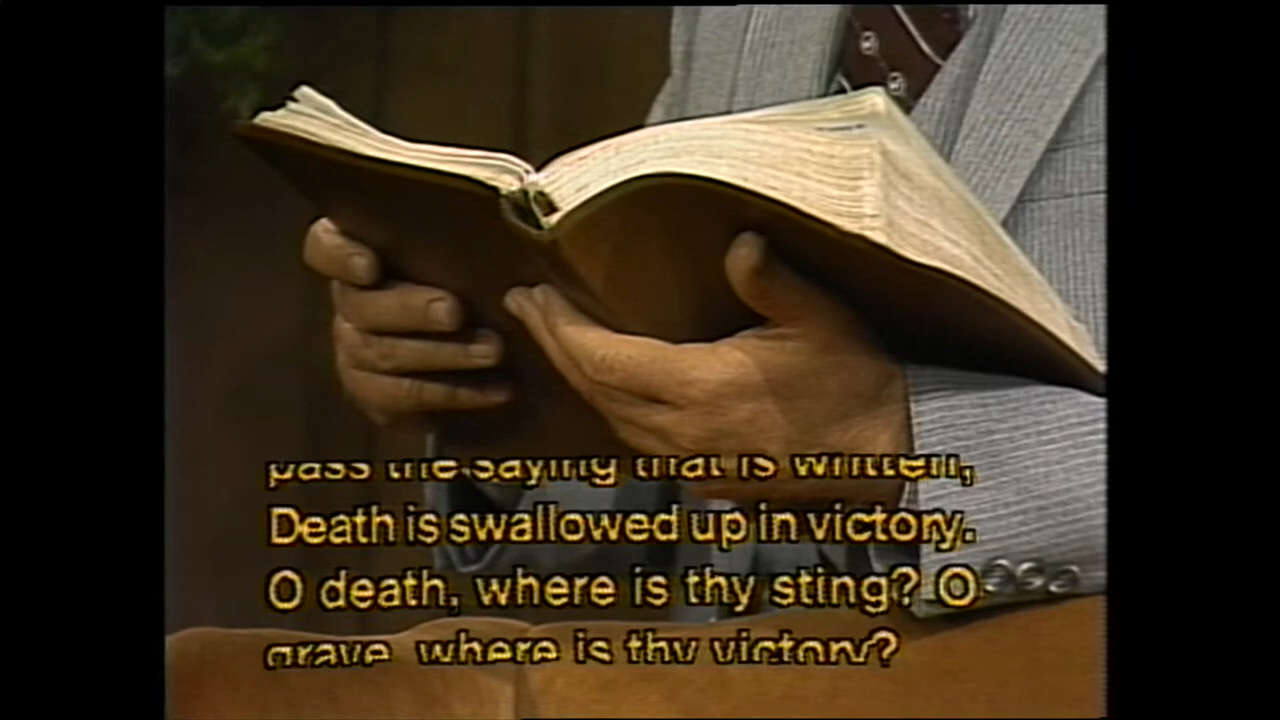 pass the saying that is written,
Death is swallowed up in victory.
O death, where is thy sting? O
grave, where is thy victory?